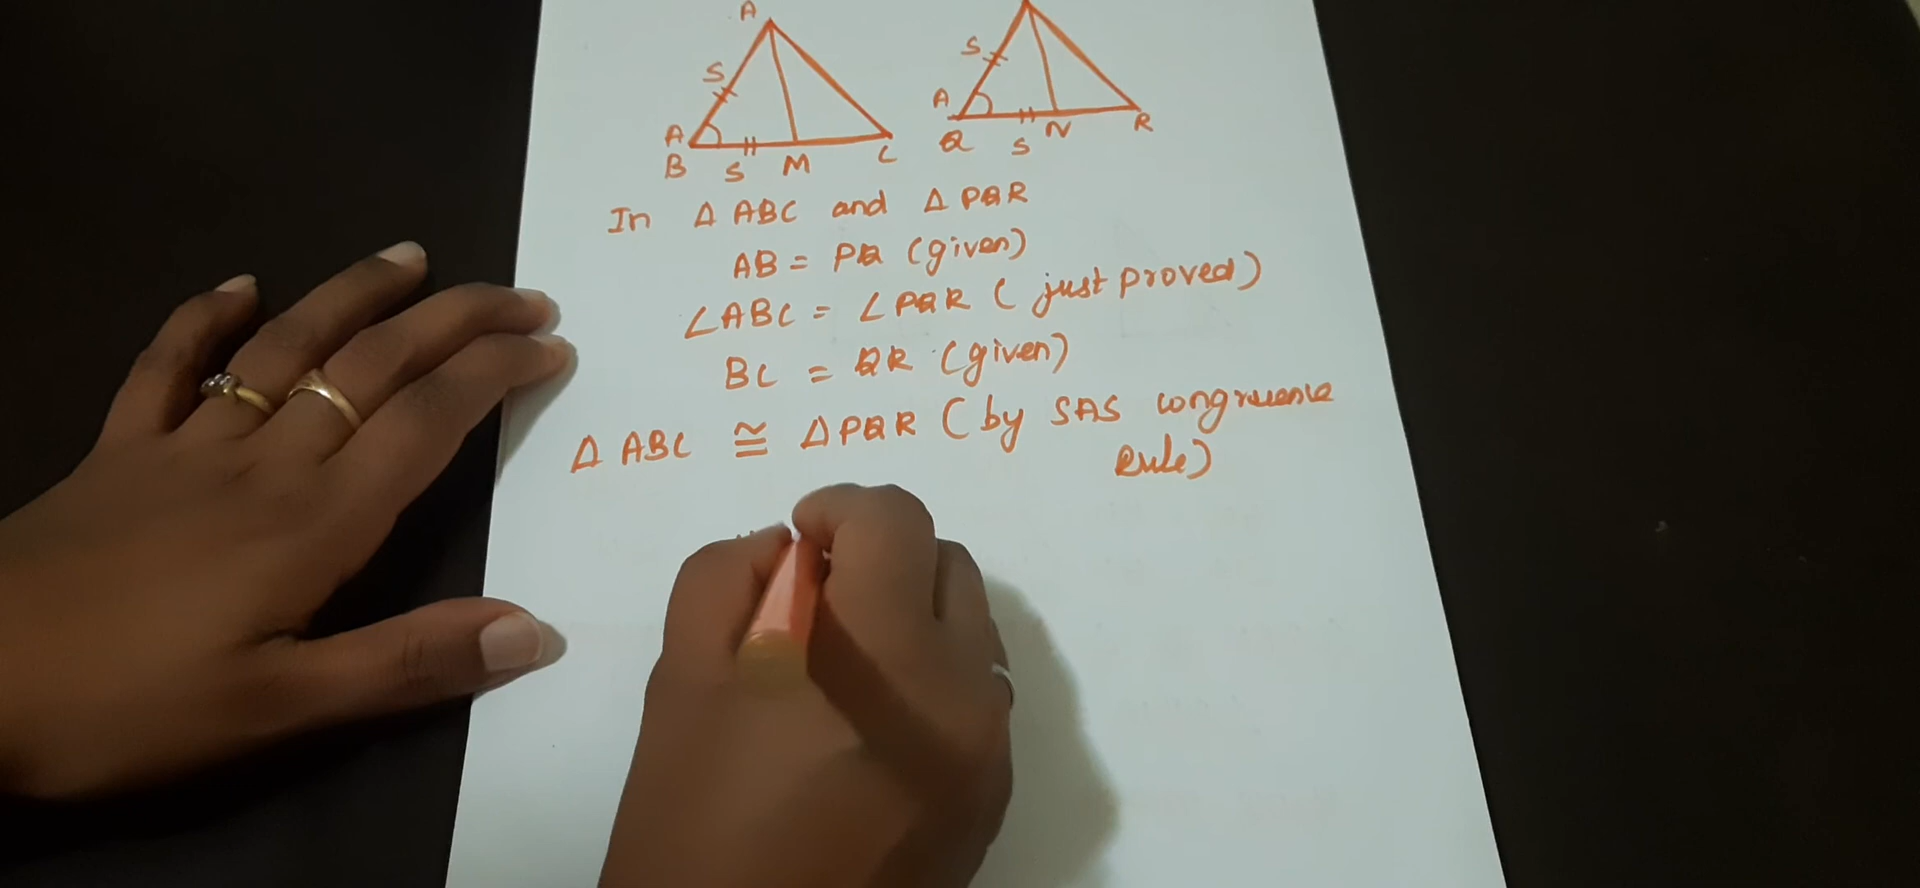 A
S
S
A
A
B
S
M
C
Q
S
N
R
In Δ ABC and Δ PQR
AB = PQ (given)
∠ABC = ∠PQR (just proved)
BC = QR (given)
Δ ABC ≅ ΔPQR (by SAS congruence
Rule)